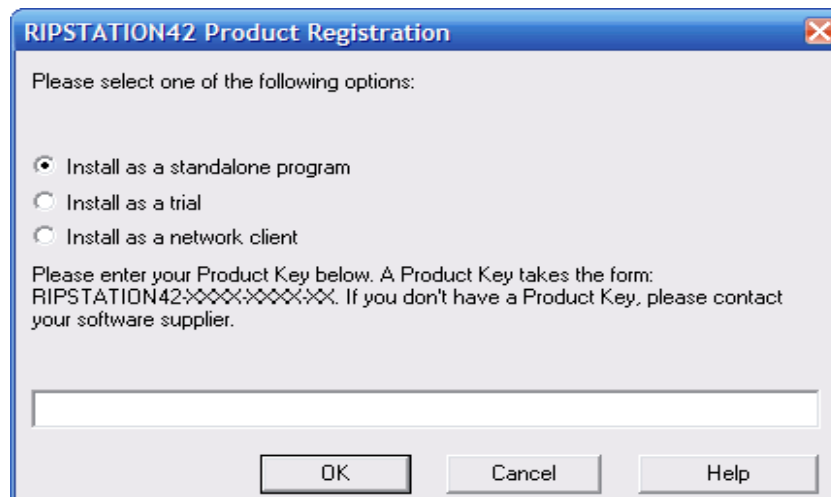 RIPSTATION42 Product Registration
Please select one of the following options:
Install as a standalone program
Install as a trial
Install as a network client
Please enter your Product Key below. A Product Key takes the form:
RIPSTATION42-XXXX-XXXX-XX. If you don't have a Product Key, please contact
your software supplier.
OK Cancel Help